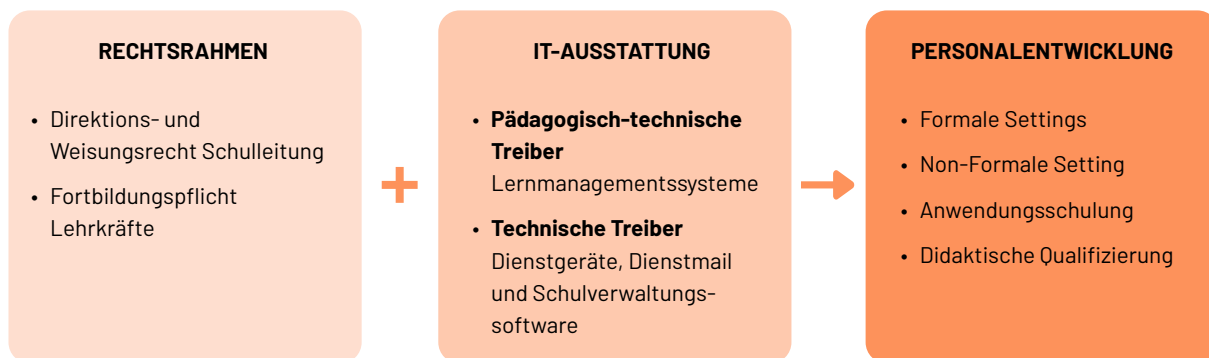 RECHTSRAHMEN
• Direktions- und
Weisungsrecht Schulleitung
• Fortbildungspflicht
Lehrkräfte
+
IT-AUSSTATTUNG
• Pädagogisch-technische
Treiber
Lernmanagementssysteme
• Technische Treiber
Dienstgeräte, Dienstmail
und Schulverwaltungs-
software
PERSONALENTWICKLUNG
• Formale Settings
• Non-Formale Setting
• Anwendungsschulung
• Didaktische Qualifizierung